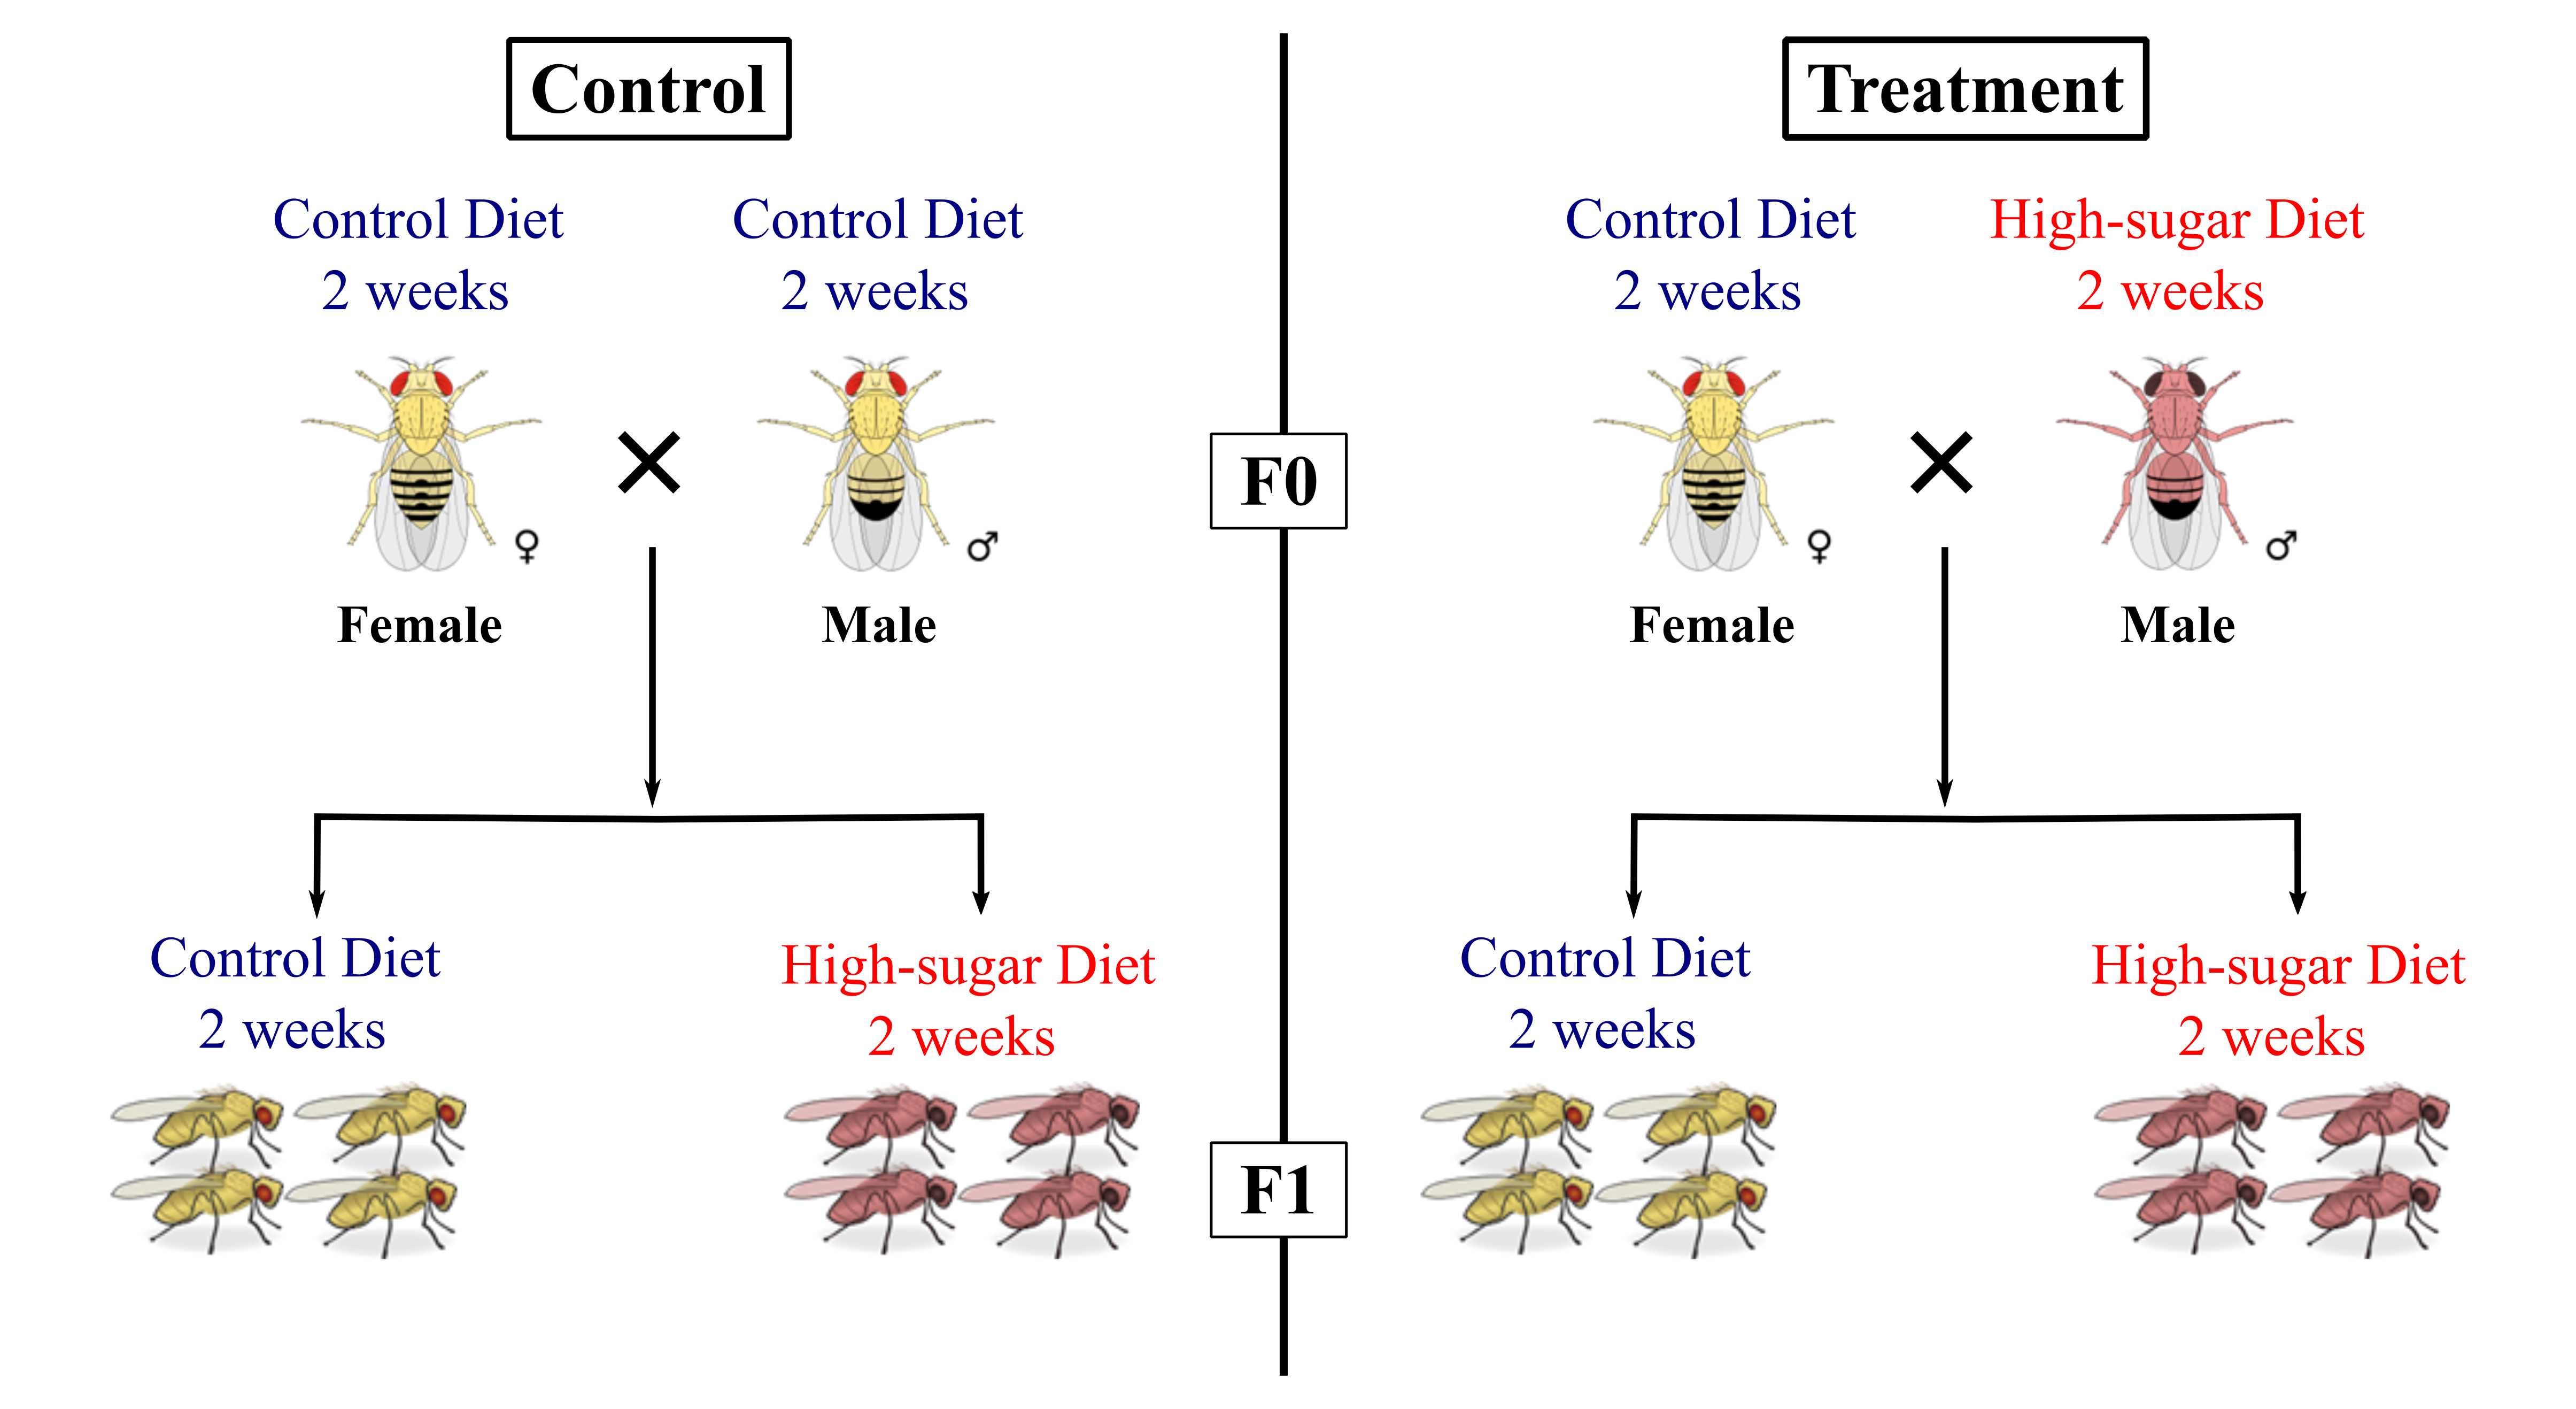 Control
Treatment
Control Diet
2 weeks
Control Diet
2 weeks
Control Diet
2 weeks
High-sugar Diet
2 weeks
F0
♀
♂
♀
♂
Female
Male
Female
Male
Control Diet
2 weeks
High-sugar Diet
2 weeks
Control Diet
2 weeks
High-sugar Diet
2 weeks
F1